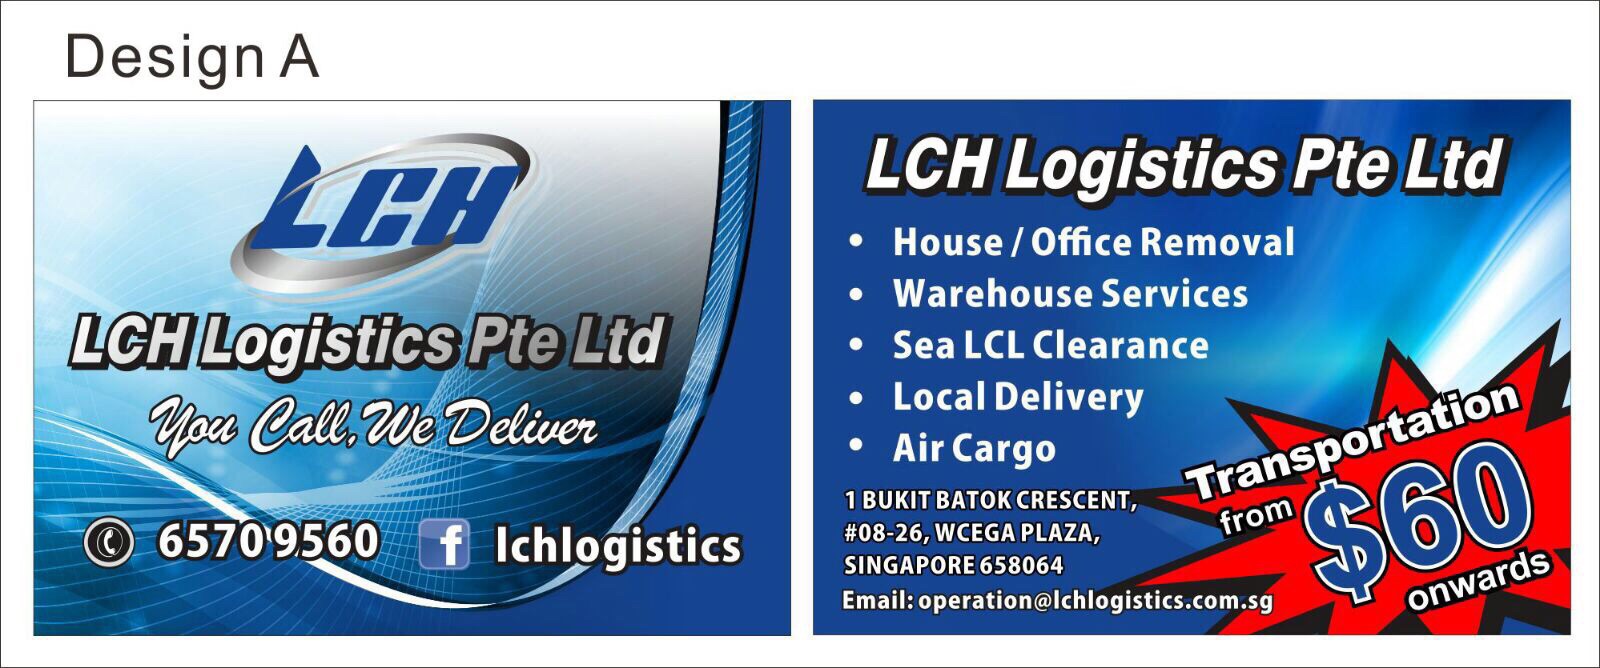 Design A
LCH
LCH Logistics Pte Ltd
You Call, We Deliver
6570 9560
f lchlogistics
LCH Logistics Pte Ltd
• House / Office Removal
• Warehouse Services
• Sea LCL Clearance
• Local Delivery
• Air Cargo
1 BUKIT BATOK CRESCENT,
#08-26, WCEGA PLAZA,
SINGAPORE 658064
Email: operation@lchlogistics.com.sg
Transportation
from $60
onwards